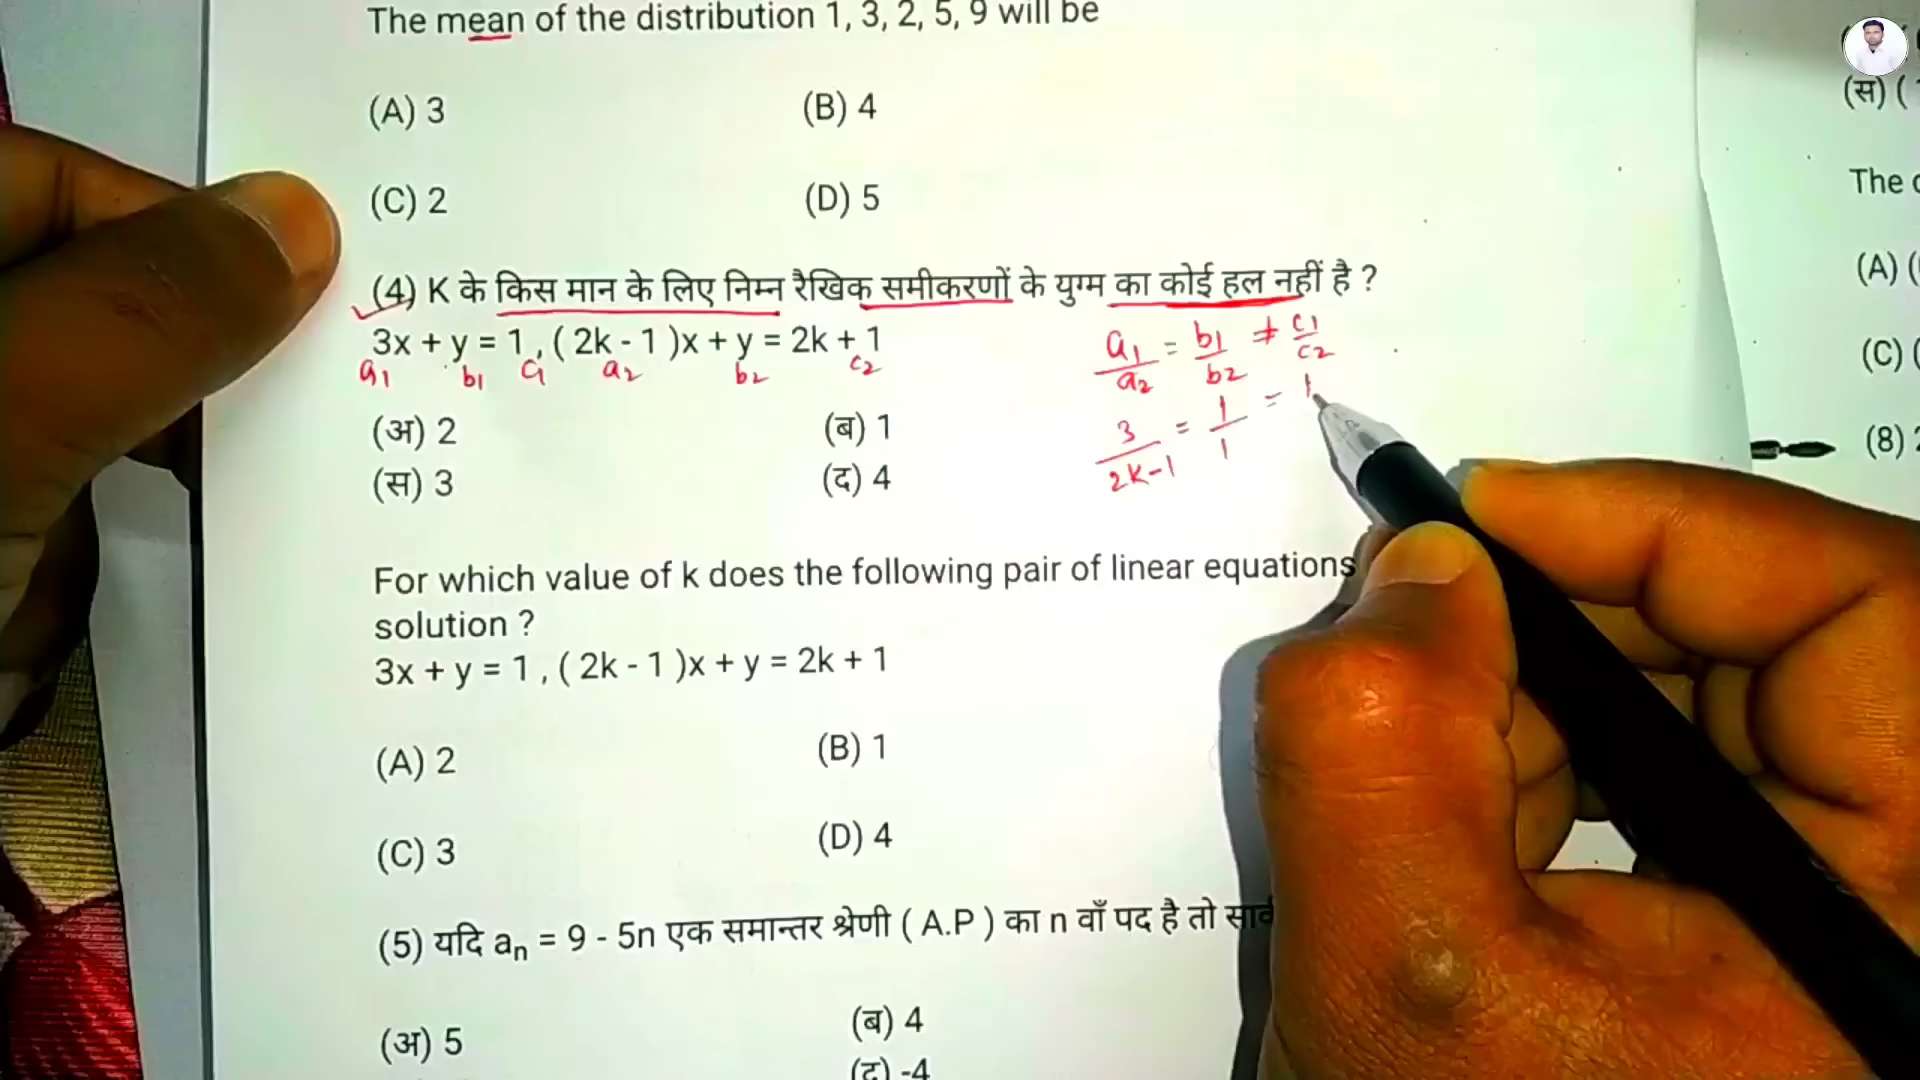 The mean of the distribution 1, 3, 2, 5, 9 will be
(A) 3 (B) 4
(C) 2 (D) 5
(4) K के किस मान के लिए निम्न रैखिक समीकरणों के युग्म का कोई हल नहीं है ?
3x + y = 1 , ( 2k - 1 )x + y = 2k + 1
a1 b1 c1 a2 b2 c2
a1/a2 = b1/b2 ≠ c1/c2
3/2k-1 = 1/1 = 1
(अ) 2 (ब) 1
(स) 3 (द) 4
For which value of k does the following pair of linear equations
solution ?
3x + y = 1 , ( 2k - 1 )x + y = 2k + 1
(A) 2 (B) 1
(C) 3 (D) 4
(5) यदि an = 9 - 5n एक समान्तर श्रेणी ( A.P ) का n वाँ पद है तो
(अ) 5 (ब) 4
(द) -4
(स) (
The
(A) (
(C) (
(8)